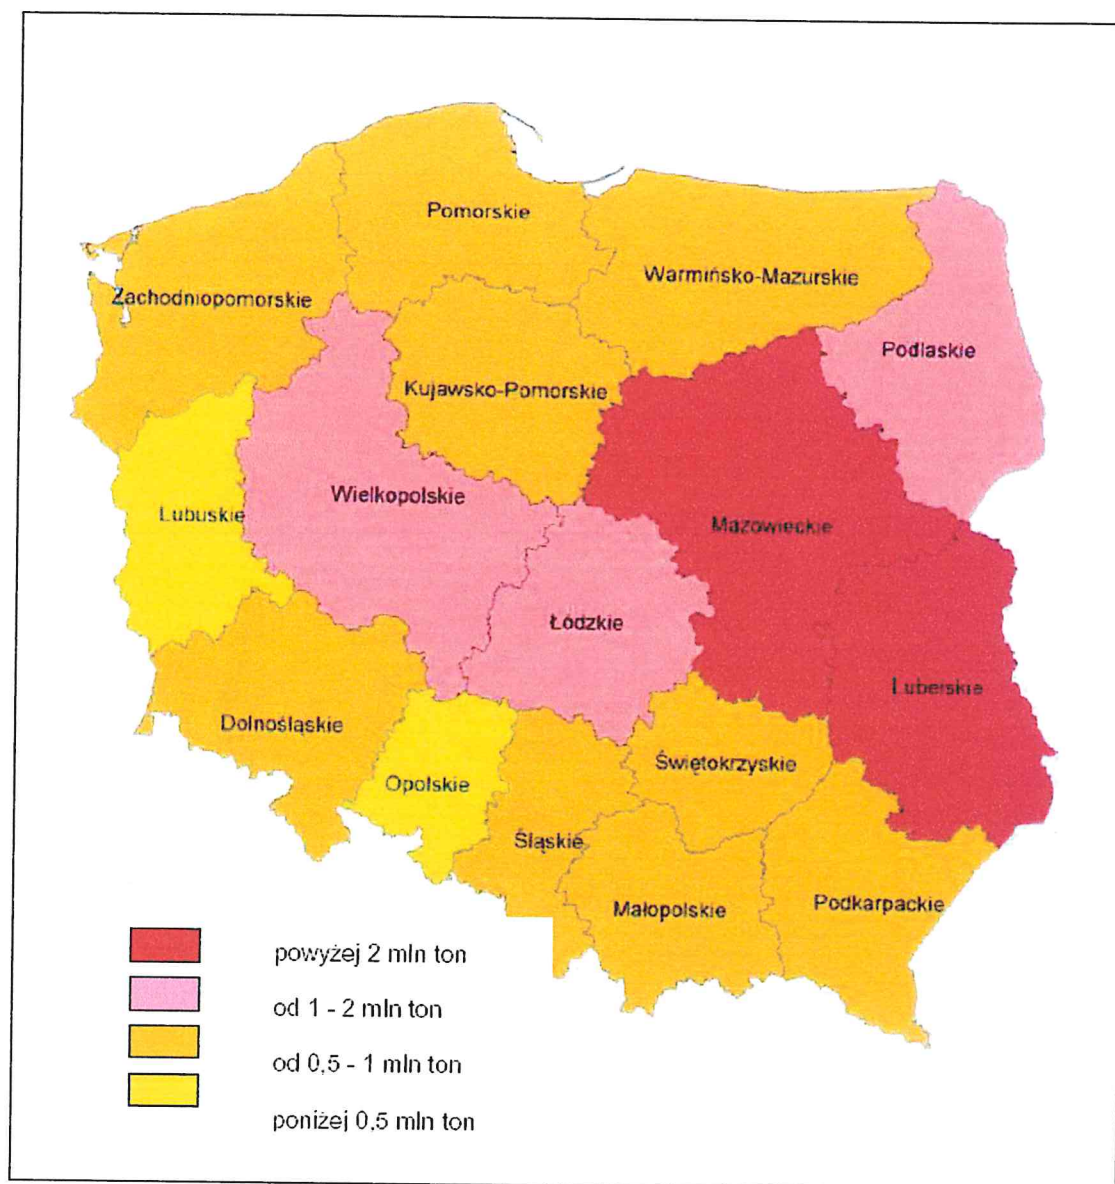 Pomorskie
Warmińsko-Mazurskie
Zachodniopomorskie
Podlaskie
Kujawsko-Pomorskie
Wielkopolskie
Lubuskie
Mazowieckie
Łódzkie
Luberskie
Dolnośląskie
Świętokrzyskie
Opolskie
Śląskie
Małopolskie
Podkarpackie
powyżej 2 mln ton
od 1 - 2 mln ton
od 0,5 - 1 mln ton
poniżej 0,5 mln ton